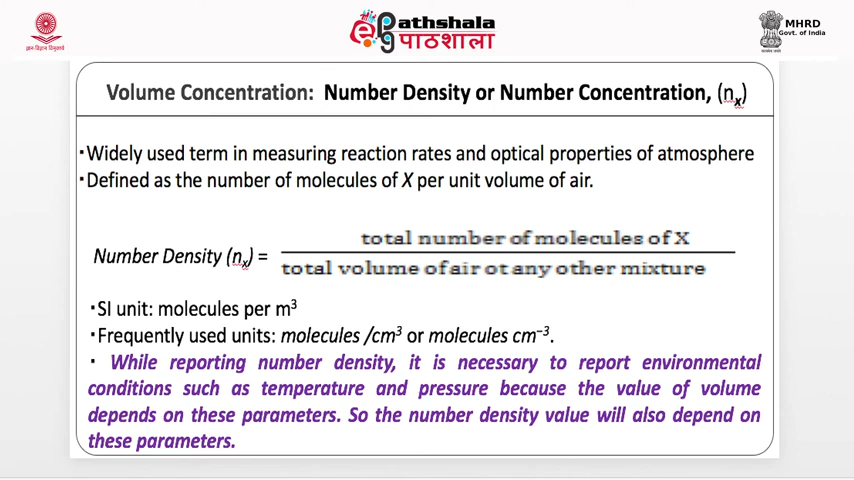 Pathshala
पाठशाला
MHRD
Govt. of India
Volume Concentration: Number Density or Number Concentration, (nx)
▪Widely used term in measuring reaction rates and optical properties of atmosphere
▪Defined as the number of molecules of X per unit volume of air.
total number of molecules of X
Number Density (nx) =
total volume of air ot any other mixture
▪SI unit: molecules per m³
▪Frequently used units: molecules /cm³ or molecules cm⁻³.
▪ While reporting number density, it is necessary to report environmental
conditions such as temperature and pressure because the value of volume
depends on these parameters. So the number density value will also depend on
these parameters.